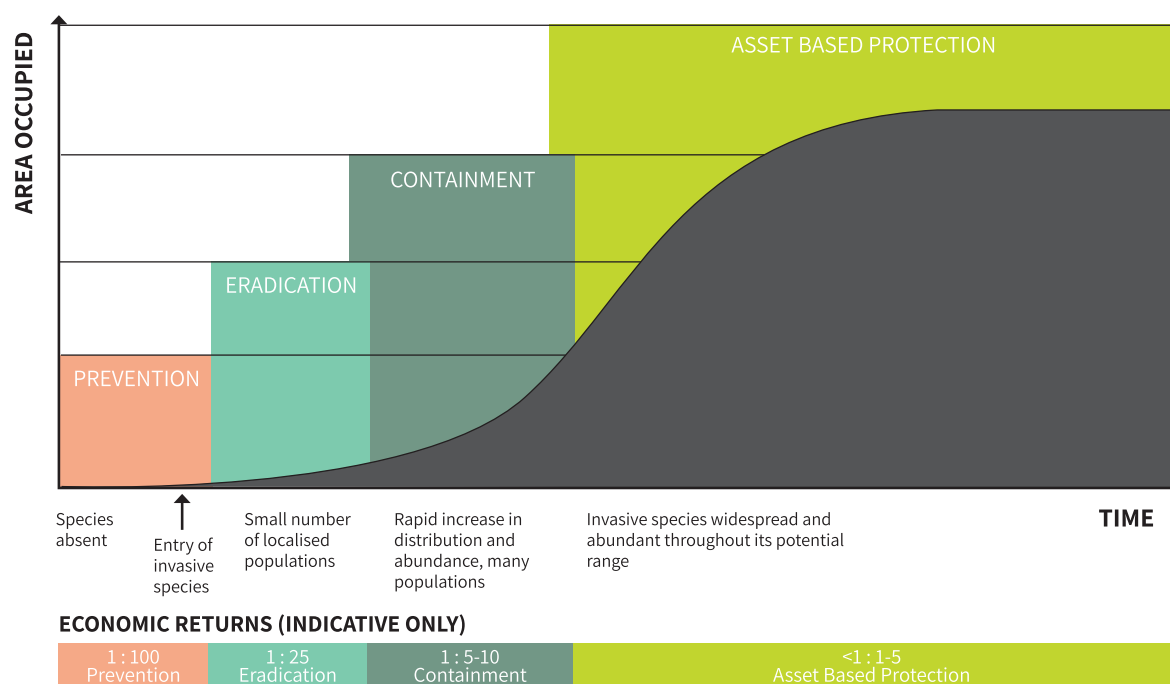 AREA OCCUPIED
ASSET BASED PROTECTION
CONTAINMENT
ERADICATION
PREVENTION
Species
absent
Entry of
invasive
species
Small number
of localised
populations
Rapid increase in
distribution and
abundance, many
populations
Invasive species widespread and
abundant throughout its potential
range
TIME
ECONOMIC RETURNS (INDICATIVE ONLY)
1 : 100
Prevention
1 : 25
Eradication
1 : 5-10
Containment
<1 : 1-5
Asset Based Protection